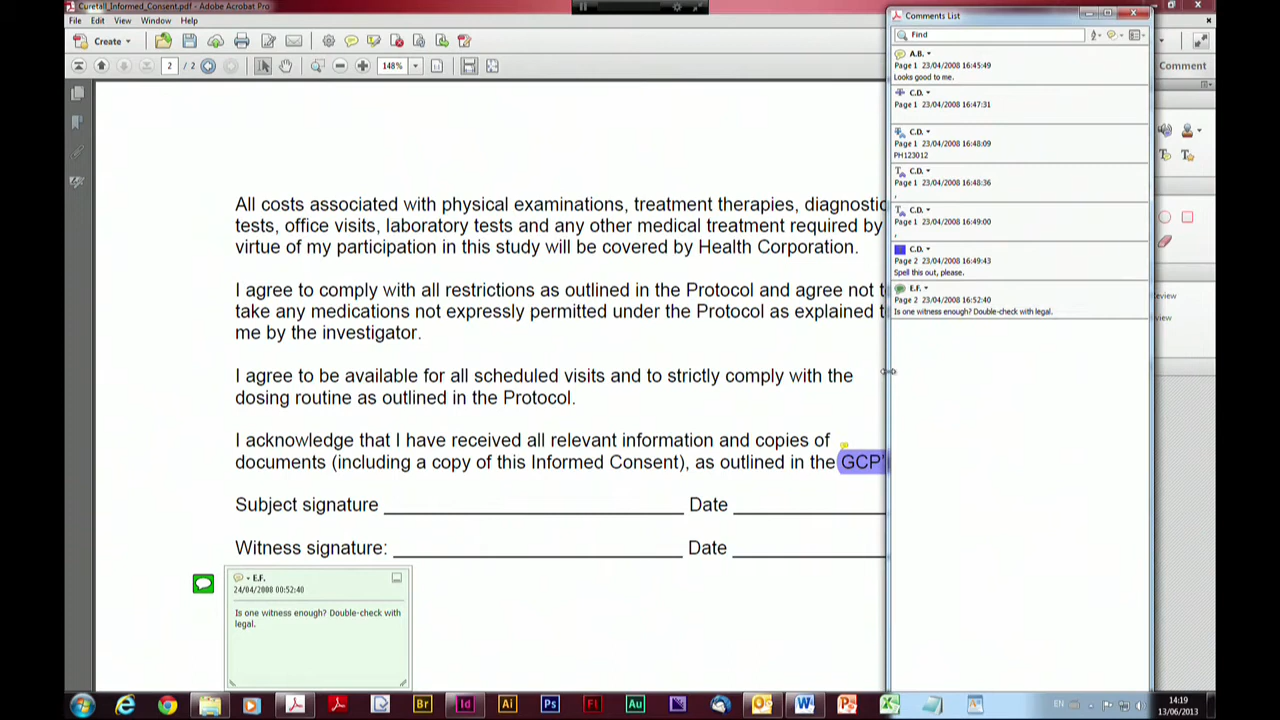 Curetall_Informed_Consent.pdf - Adobe Acrobat Pro
File Edit View Window Help
Create
2 / 2
148%
Comment
All costs associated with physical examinations, treatment therapies, diagnostic
tests, office visits, laboratory tests and any other medical treatment required by
virtue of my participation in this study will be covered by Health Corporation.
I agree to comply with all restrictions as outlined in the Protocol and agree not t
take any medications not expressly permitted under the Protocol as explained t
me by the investigator.
I agree to be available for all scheduled visits and to strictly comply with the
dosing routine as outlined in the Protocol.
I acknowledge that I have received all relevant information and copies of
documents (including a copy of this Informed Consent), as outlined in the GCP'
Subject signature Date
Witness signature: Date
E.F.
24/04/2008 00:52:40
Is one witness enough? Double-check with
legal.
Comments List
Find
A.B.
Page 1 23/04/2008 16:45:49
Looks good to me.
C.D.
Page 1 23/04/2008 16:47:31
C.D.
Page 1 23/04/2008 16:48:09
PH123012
C.D.
Page 1 23/04/2008 16:48:36
,
C.D.
Page 1 23/04/2008 16:49:00
,
C.D.
Page 2 23/04/2008 16:49:43
Spell this out, please.
E.F.
Page 2 23/04/2008 16:52:40
Is one witness enough? Double-check with legal.
eview
view
Br Id Ai Ps Fl Au
EN
14:19
13/06/2013